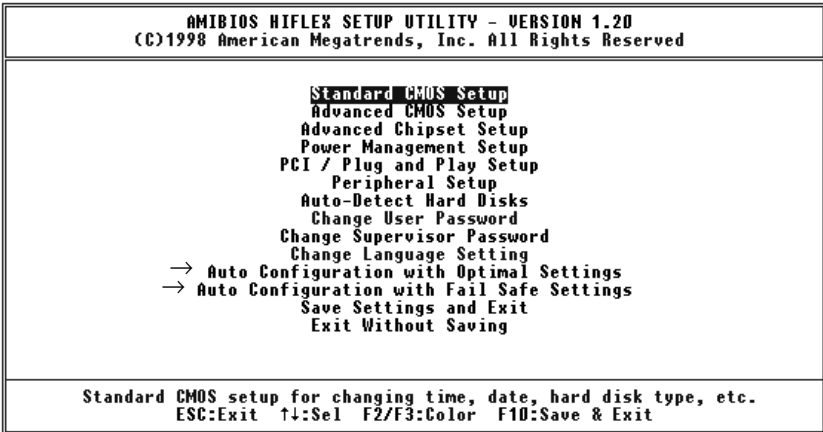 AMIBIOS HIFLEX SETUP UTILITY - VERSION 1.20
(C)1998 American Megatrends, Inc. All Rights Reserved
Standard CMOS Setup
Advanced CMOS Setup
Advanced Chipset Setup
Power Management Setup
PCI / Plug and Play Setup
Peripheral Setup
Auto-Detect Hard Disks
Change User Password
Change Supervisor Password
Change Language Setting
→ Auto Configuration with Optimal Settings
→ Auto Configuration with Fail Safe Settings
Save Settings and Exit
Exit Without Saving
Standard CMOS setup for changing time, date, hard disk type, etc.
ESC:Exit ↑↓:Sel F2/F3:Color F10:Save & Exit